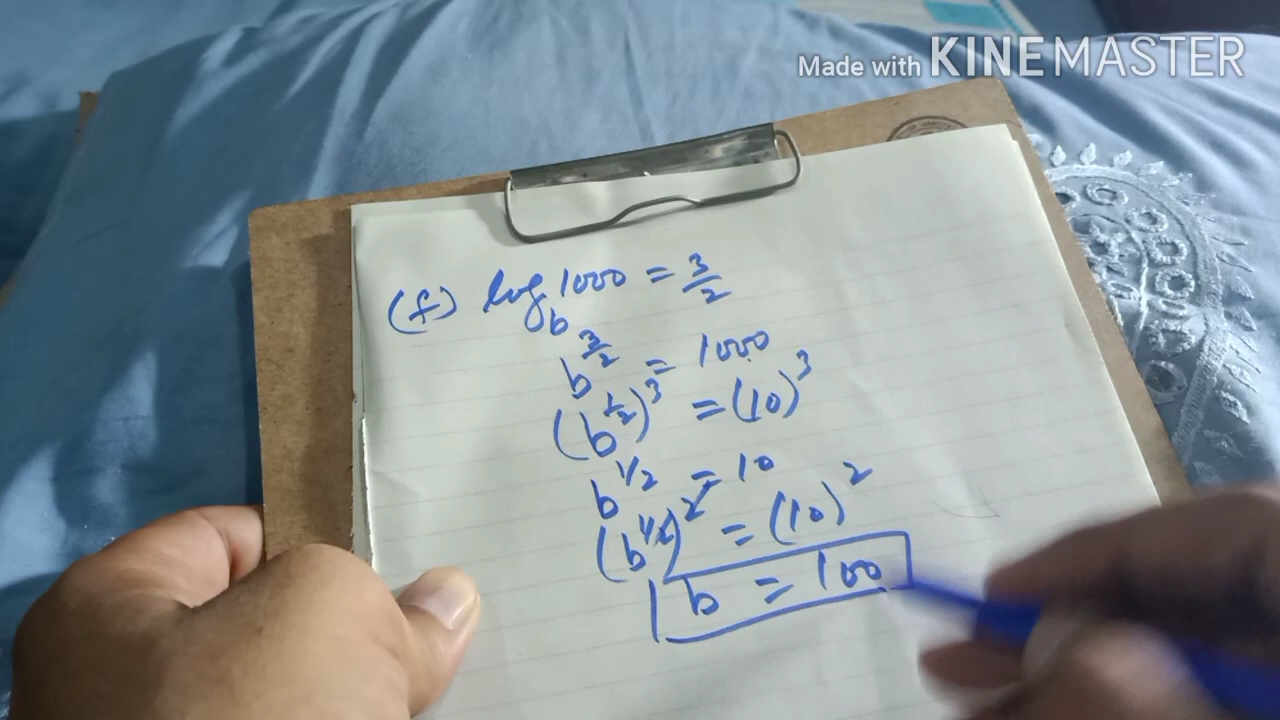 Made with KINEMASTER
(f) log_b 1000 = 3/2
b^3/2 = 1000
(b^1/2)^3 = (10)^3
b^1/2 = 10
(b^1/2)^2 = (10)^2
b = 100